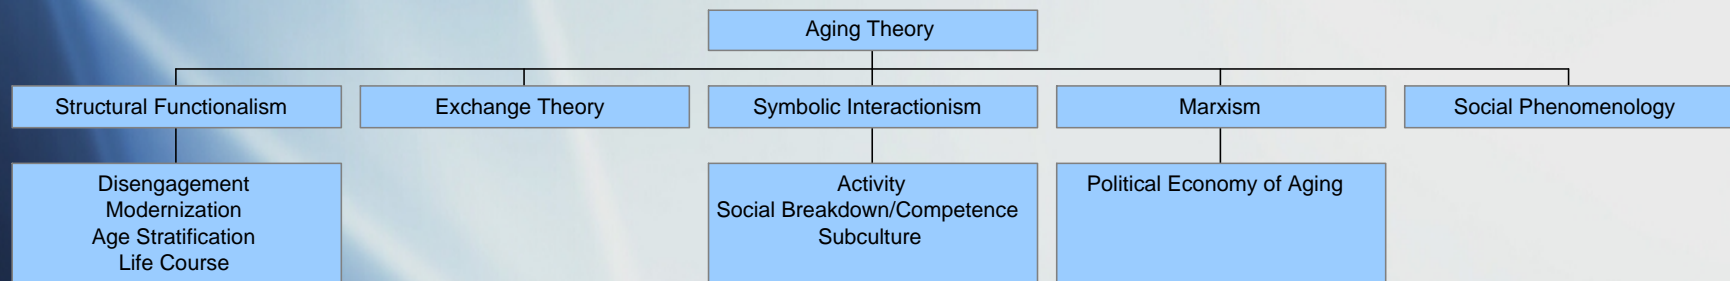 Aging Theory
Structural Functionalism
Exchange Theory
Symbolic Interactionism
Marxism
Social Phenomenology
Disengagement
Modernization
Age Stratification
Life Course
Activity
Social Breakdown/Competence
Subculture
Political Economy of Aging